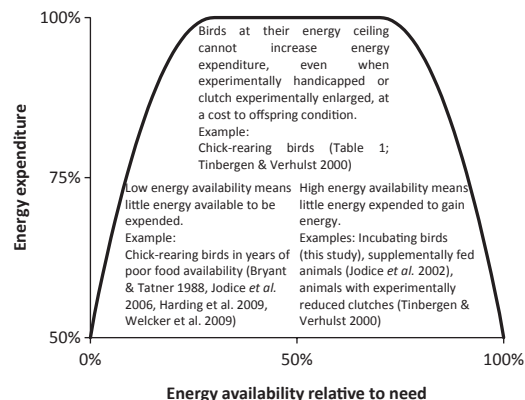 100%
Birds at their energy ceiling
cannot increase energy
expenditure, even when
experimentally handicapped or
clutch experimentally enlarged, at
a cost to offspring condition.
Example:
Chick-rearing birds (Table 1;
Tinbergen & Verhulst 2000)
Energy expenditure
75%
Low energy availability means
little energy available to be
expended.
Example:
Chick-rearing birds in years of
poor food availability (Bryant
& Tatner 1988, Jodice et al.
2006, Harding et al. 2009,
Welcker et al. 2009)
High energy availability means
little energy expended to gain
energy.
Examples: Incubating birds
(this study), supplementally fed
animals (Jodice et al. 2002),
animals with experimentally
reduced clutches (Tinbergen &
Verhulst 2000)
50%
0%
50%
100%
Energy availability relative to need